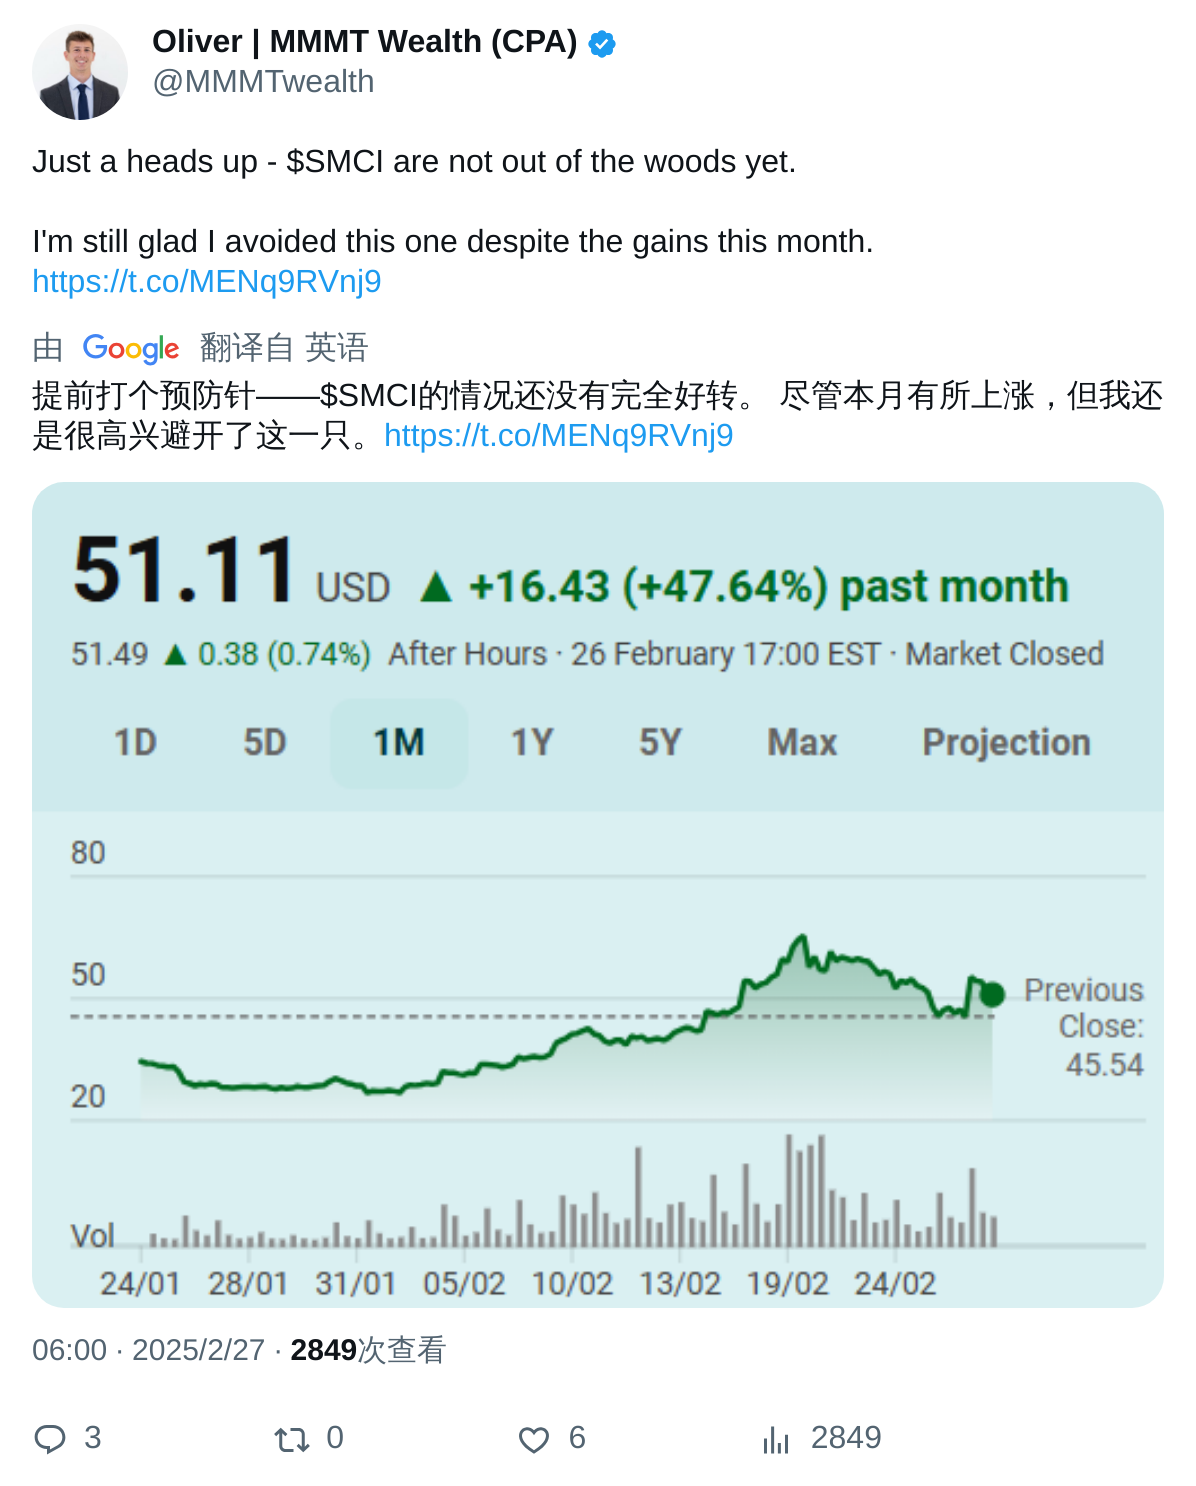 Oliver | MMMT Wealth (CPA)
@MMMTwealth
Just a heads up - $SMCI are not out of the woods yet.
I'm still glad I avoided this one despite the gains this month.
https://t.co/MENq9RVnj9
由 Google 翻译自 英语
提前打个预防针——$SMCI的情况还没有完全好转。 尽管本月有所上涨，但我还
是很高兴避开了这一只。https://t.co/MENq9RVnj9
51.11 USD ▲ +16.43 (+47.64%) past month
51.49 ▲ 0.38 (0.74%) After Hours · 26 February 17:00 EST · Market Closed
1D 5D 1M 1Y 5Y Max Projection
80
50
Previous
Close:
45.54
20
Vol
24/01 28/01 31/01 05/02 10/02 13/02 19/02 24/02
06:00 · 2025/2/27 · 2849次查看
3 0 6 2849